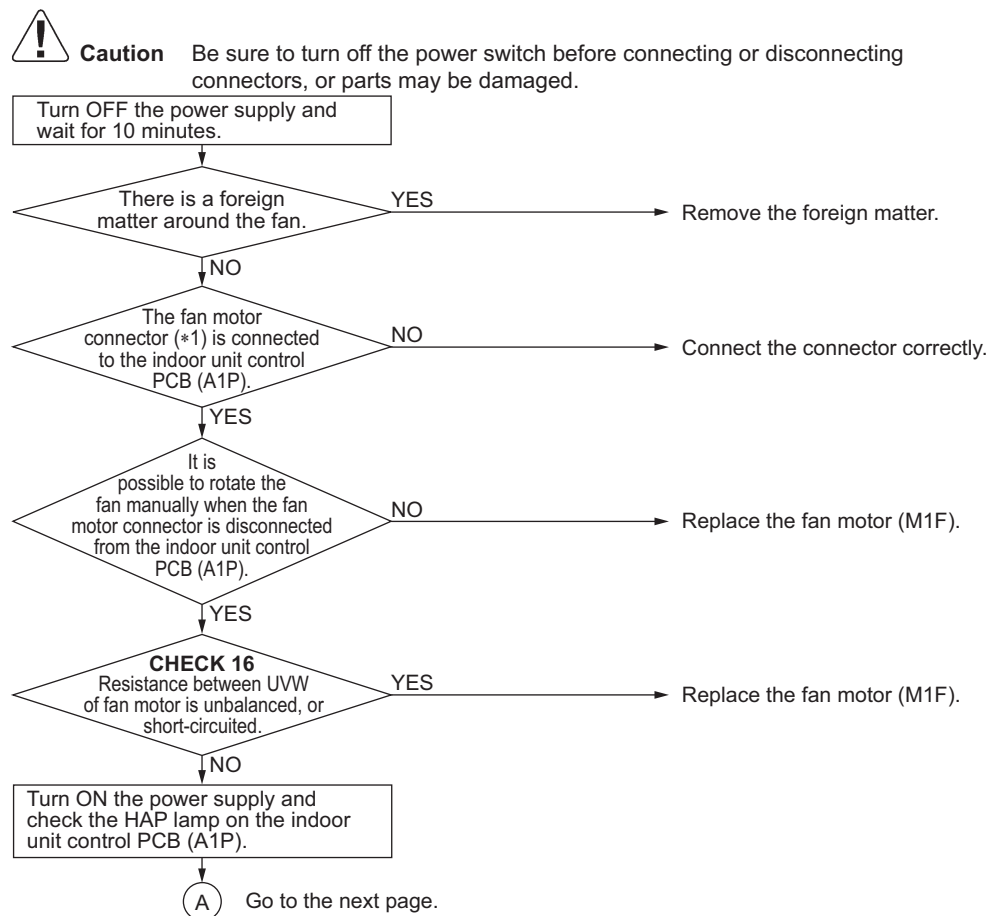 Caution Be sure to turn off the power switch before connecting or disconnecting
connectors, or parts may be damaged.
Turn OFF the power supply and
wait for 10 minutes.
There is a foreign
matter around the fan.
YES
Remove the foreign matter.
NO
The fan motor
connector (*1) is connected
to the indoor unit control
PCB (A1P).
NO
Connect the connector correctly.
YES
It is
possible to rotate the
fan manually when the fan
motor connector is disconnected
from the indoor unit control
PCB (A1P).
NO
Replace the fan motor (M1F).
YES
CHECK 16
Resistance between UVW
of fan motor is unbalanced, or
short-circuited.
YES
Replace the fan motor (M1F).
NO
Turn ON the power supply and
check the HAP lamp on the indoor
unit control PCB (A1P).
A Go to the next page.